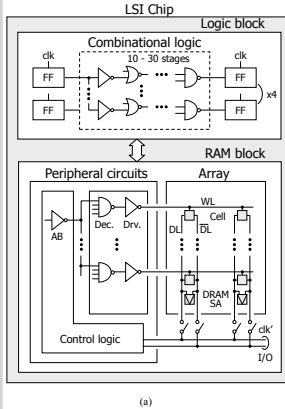 LSI Chip
Logic block
Combinational logic
clk
10 - 30 stages
clk
FF
FF
x4
FF
FF
RAM block
Peripheral circuits
Array
WL
Cell
DL
DL
AB
Dec.
Drv.
DRAM
SA
Control logic
clk'
I/O
(a)